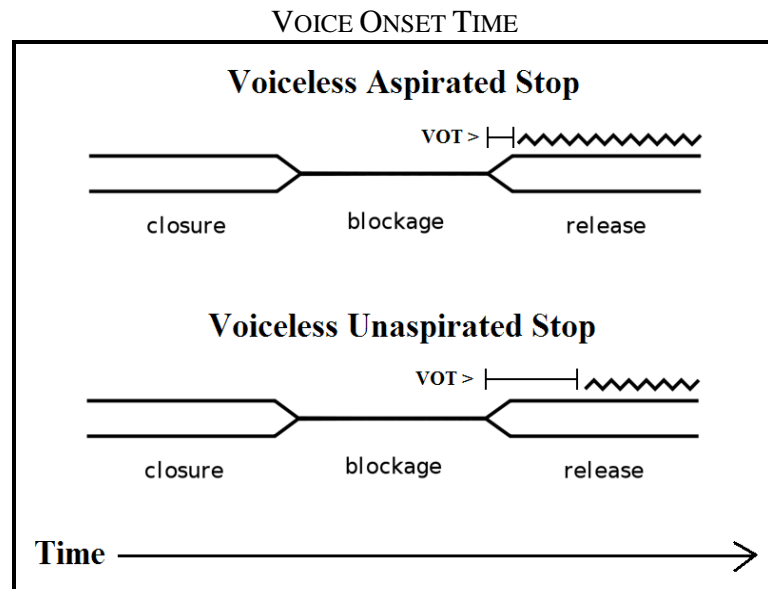 VOICE ONSET TIME
Voiceless Aspirated Stop
VOT >
closure blockage release
Voiceless Unaspirated Stop
VOT >
closure blockage release
Time